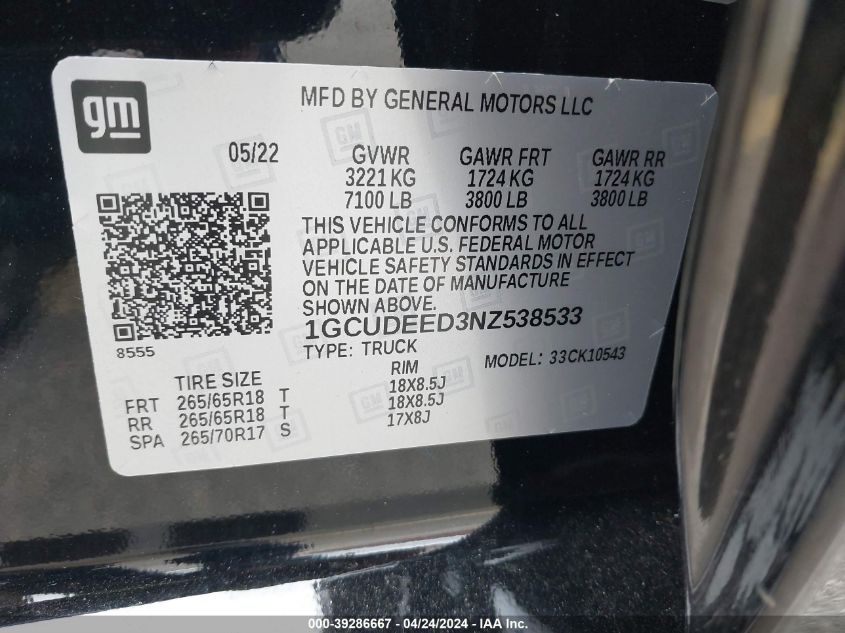 gm
MFD BY GENERAL MOTORS LLC
05/22 GVWR GAWR FRT GAWR RR
3221 KG 1724 KG 1724 KG
7100 LB 3800 LB 3800 LB
THIS VEHICLE CONFORMS TO ALL
APPLICABLE U.S. FEDERAL MOTOR
VEHICLE SAFETY STANDARDS IN EFFECT
ON THE DATE OF MANUFACTURE
SHOWN ABOVE.
1GCUDEED3NZ538533
8555
TYPE: TRUCK MODEL: 33CK10543
TIRE SIZE RIM
FRT 265/65R18 T 18X8.5J
RR 265/65R18 T 18X8.5J
SPA 265/70R17 S 17X8J
000-39286667 - 04/24/2024 - IAA Inc.